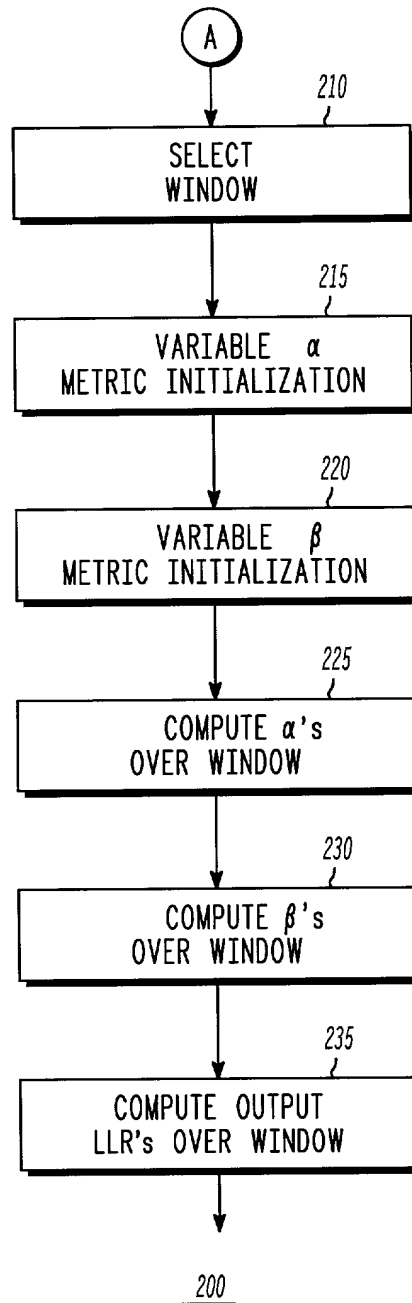 A
210
SELECT
WINDOW
215
VARIABLE α
METRIC INITIALIZATION
220
VARIABLE β
METRIC INITIALIZATION
225
COMPUTE α's
OVER WINDOW
230
COMPUTE β's
OVER WINDOW
235
COMPUTE OUTPUT
LLR's OVER WINDOW
200